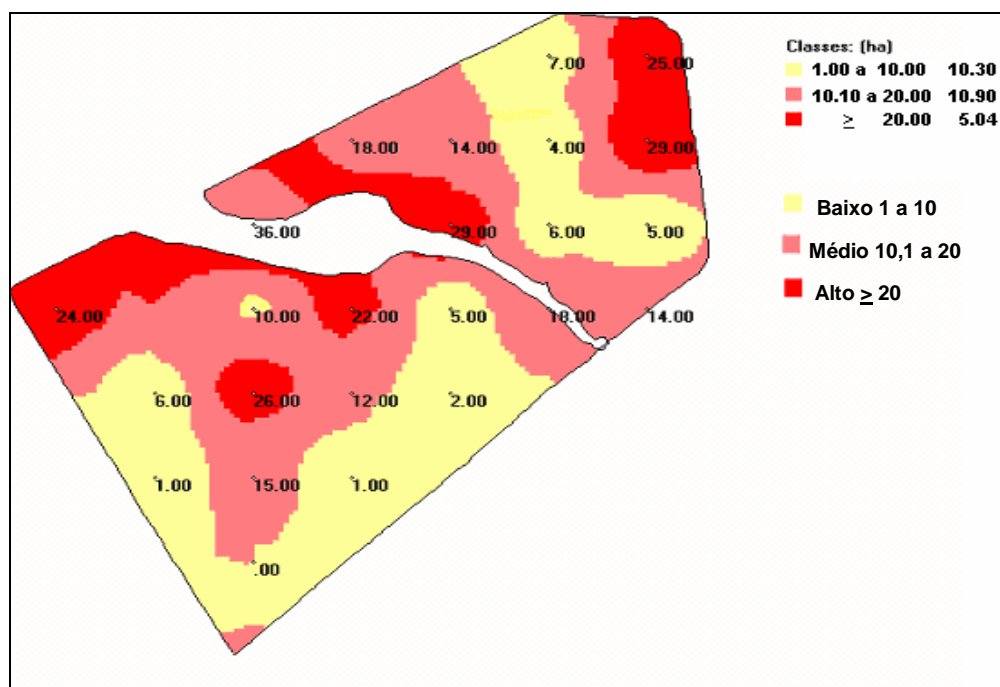 Classes: (ha)
1.00 a 10.00 10.30
10.10 a 20.00 10.90
≥ 20.00 5.04
Baixo 1 a 10
Médio 10,1 a 20
Alto ≥ 20
7.00 25.00
18.00 14.00 4.00 29.00
36.00 29.00 6.00 5.00
24.00 10.00 22.00 5.00 18.00 14.00
6.00 26.00 12.00 2.00
1.00 15.00 1.00
.00